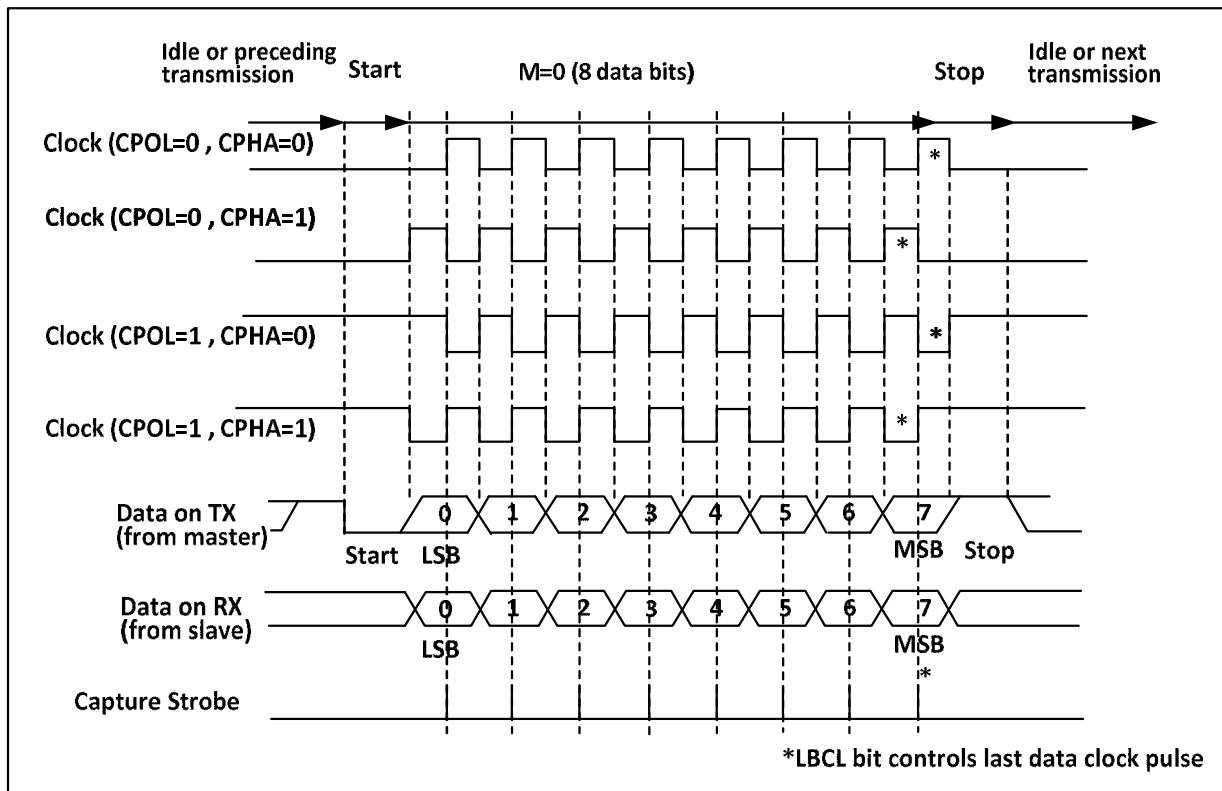 Idle or preceding
transmission
Start
M=0 (8 data bits)
Stop
Idle or next
transmission
Clock (CPOL=0 , CPHA=0)
*
Clock (CPOL=0 , CPHA=1)
*
Clock (CPOL=1 , CPHA=0)
*
Clock (CPOL=1 , CPHA=1)
*
Data on TX
(from master)
0 1 2 3 4 5 6 7
Start LSB MSB Stop
Data on RX
(from slave)
0 1 2 3 4 5 6 7
LSB MSB
*
Capture Strobe
*LBCL bit controls last data clock pulse